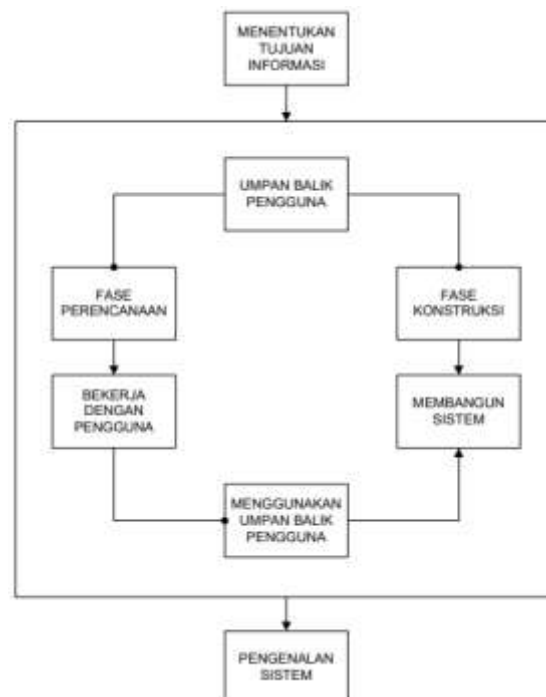 MENENTUKAN
TUJUAN
INFORMASI
UMPAN BALIK
PENGGUNA
FASE
PERENCANAAN
FASE
KONSTRUKSI
BEKERJA
DENGAN
PENGGUNA
MEMBANGUN
SISTEM
MENGGUNAKAN
UMPAN BALIK
PENGGUNA
PENGENALAN
SISTEM